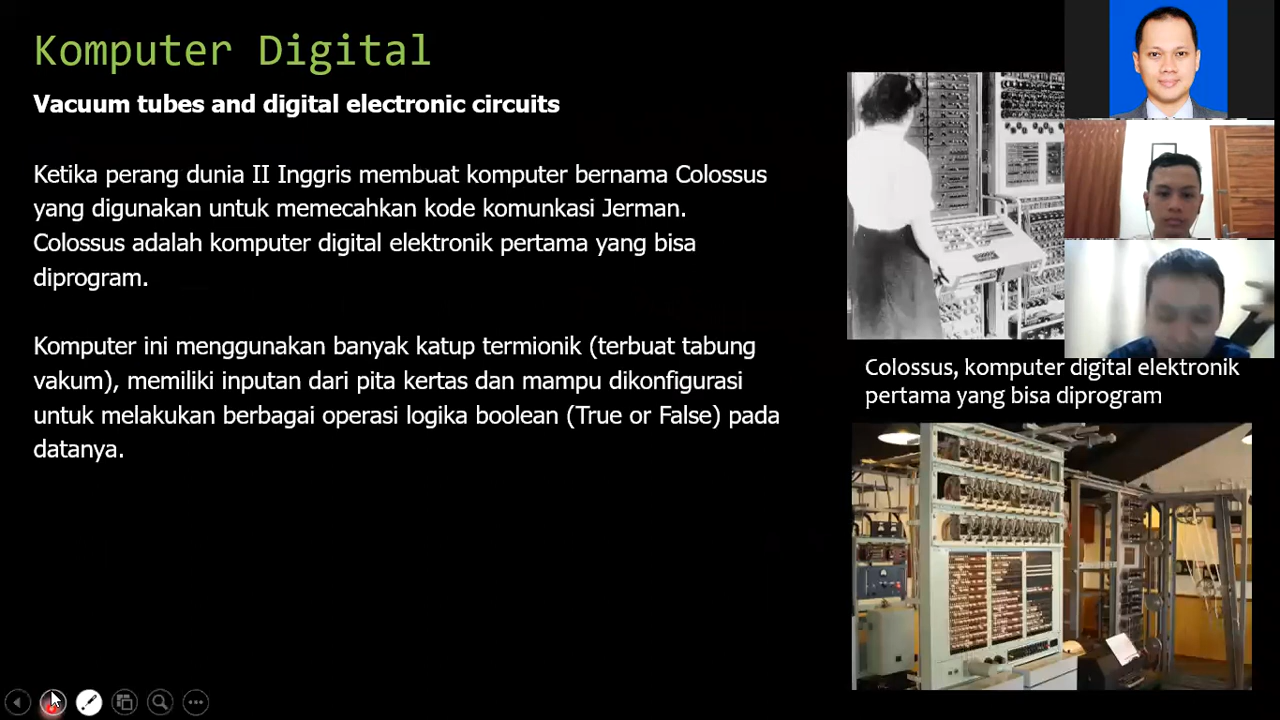 Komputer Digital
Vacuum tubes and digital electronic circuits
Ketika perang dunia II Inggris membuat komputer bernama Colossus
yang digunakan untuk memecahkan kode komunkasi Jerman.
Colossus adalah komputer digital elektronik pertama yang bisa
diprogram.
Komputer ini menggunakan banyak katup termionik (terbuat tabung
vakum), memiliki inputan dari pita kertas dan mampu dikonfigurasi
untuk melakukan berbagai operasi logika boolean (True or False) pada
datanya.
Colossus, komputer digital elektronik
pertama yang bisa diprogram